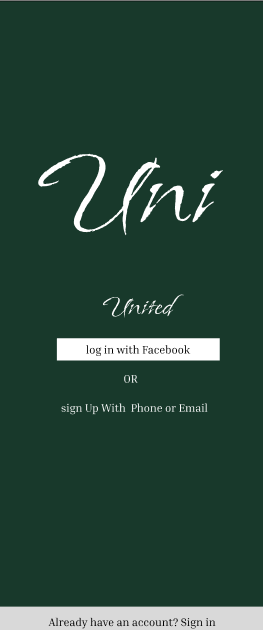 Uni
United
log in with Facebook
OR
sign Up With Phone or Email
Already have an account? Sign in